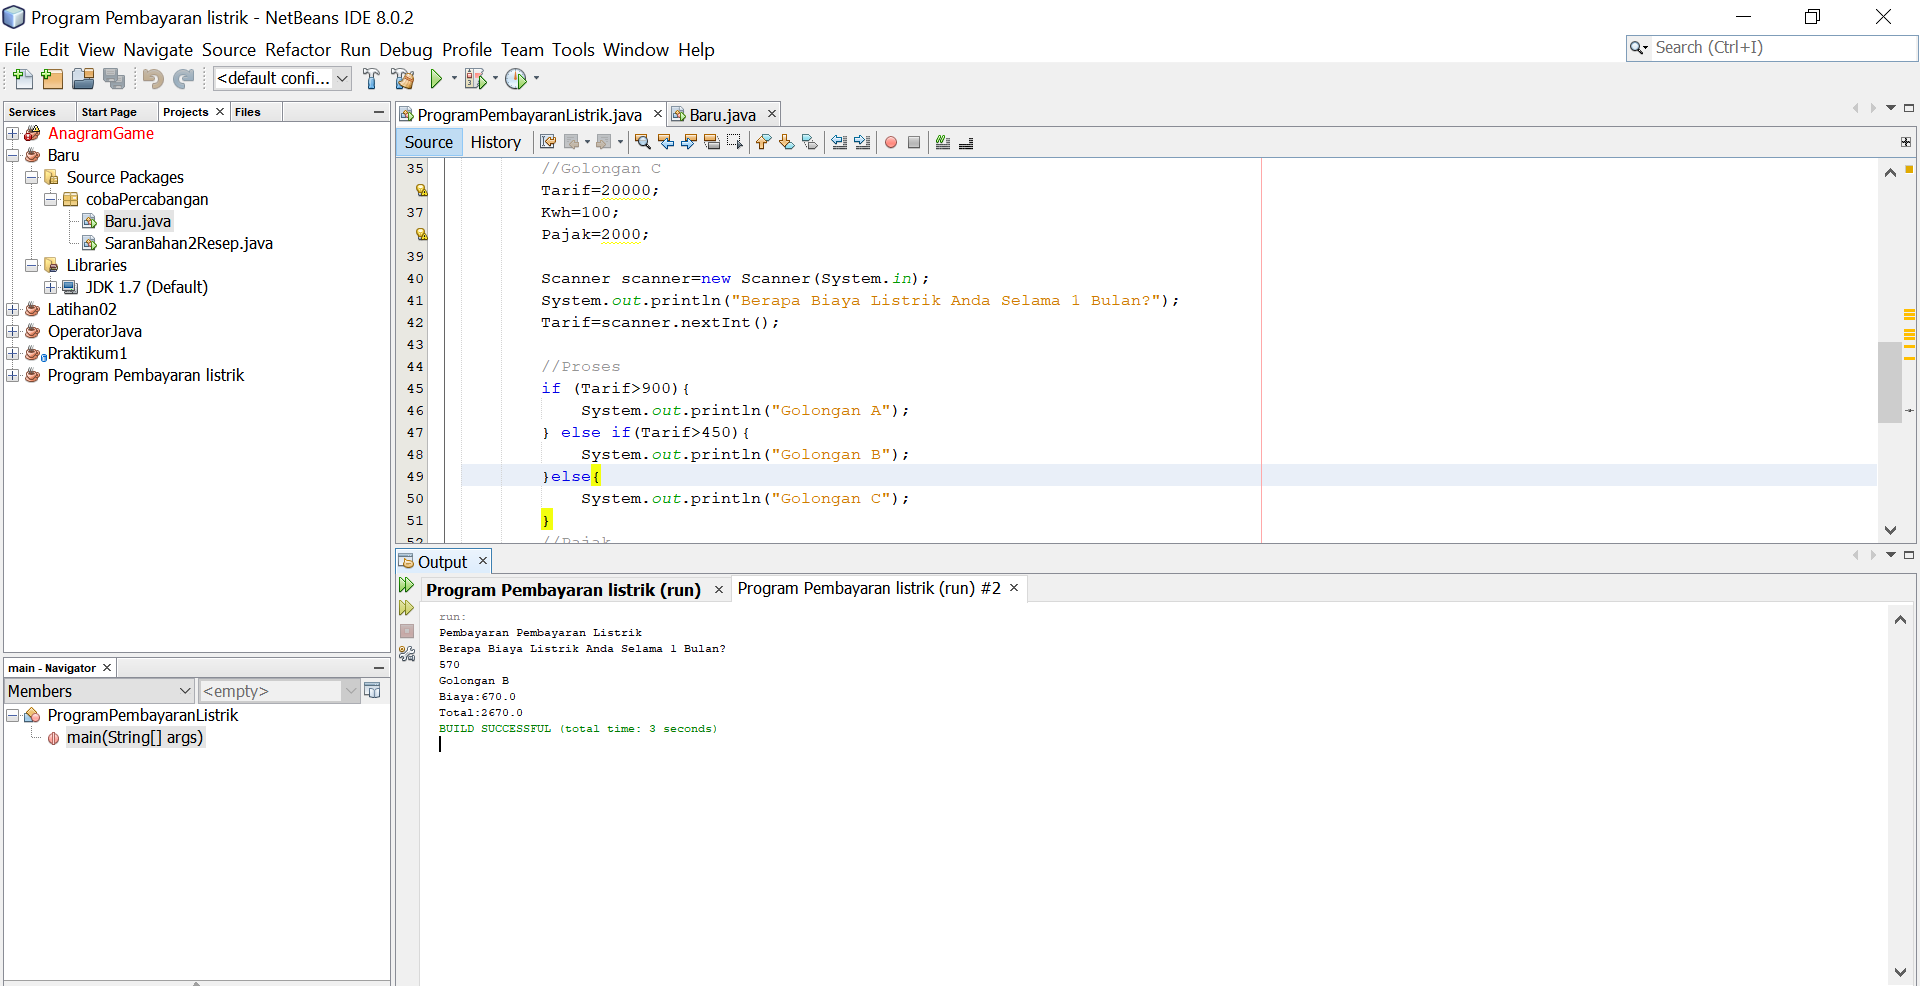 Program Pembayaran listrik - NetBeans IDE 8.0.2
File Edit View Navigate Source Refactor Run Debug Profile Team Tools Window Help
Search (Ctrl+I)
<default confi...
Services Start Page Projects Files
AnagramGame
Baru
Source Packages
cobaPercabangan
Baru.java
SaranBahan2Resep.java
Libraries
JDK 1.7 (Default)
Latihan02
OperatorJava
Praktikum1
Program Pembayaran listrik
main - Navigator
Members <empty>
ProgramPembayaranListrik
main(String[] args)
ProgramPembayaranListrik.java Baru.java
Source History
35 //Golongan C
Tarif=20000;
37 Kwh=100;
Pajak=2000;
39
40 Scanner scanner=new Scanner(System.in);
41 System.out.println("Berapa Biaya Listrik Anda Selama 1 Bulan?");
42 Tarif=scanner.nextInt();
43
44 //Proses
45 if (Tarif>900){
46 System.out.println("Golongan A");
47 } else if(Tarif>450){
48 System.out.println("Golongan B");
49 }else{
50 System.out.println("Golongan C");
51 }
52 //Pajak
Output
Program Pembayaran listrik (run) Program Pembayaran listrik (run) #2
run:
Pembayaran Pembayaran Listrik
Berapa Biaya Listrik Anda Selama 1 Bulan?
570
Golongan B
Biaya:670.0
Total:2670.0
BUILD SUCCESSFUL (total time: 3 seconds)